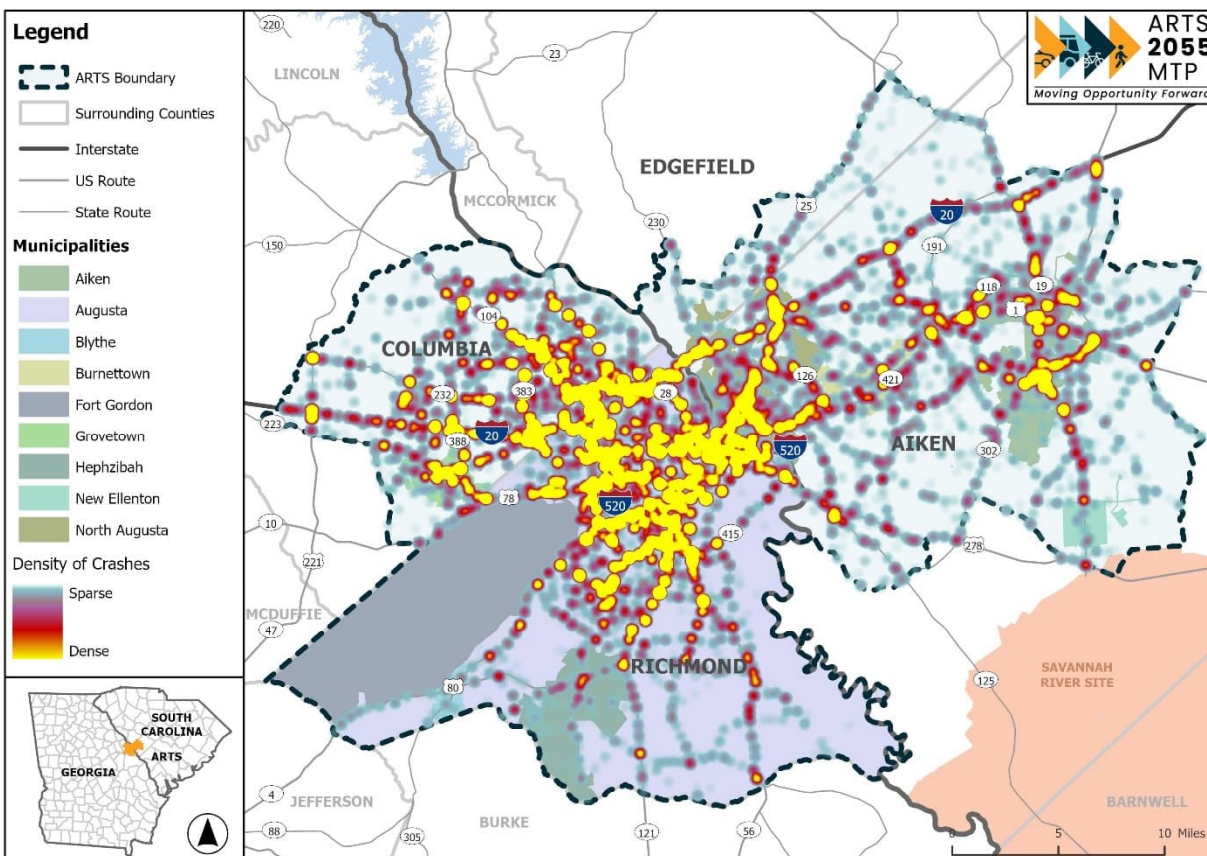 Legend
ARTS Boundary
Surrounding Counties
Interstate
US Route
State Route
Municipalities
Aiken
Augusta
Blythe
Burnettown
Fort Gordon
Grovetown
Hephzibah
New Ellenton
North Augusta
Density of Crashes
Sparse
Dense
SOUTH
CAROLINA
ARTS
GEORGIA
ARTS
2055
MTP
Moving Opportunity Forward
220
23
LINCOLN
EDGEFIELD
MCCORMICK
25
20
230
191
150
118
19
1
104
COLUMBIA
126
421
232
383
28
223
388
20
520
AIKEN
302
78
520
10
415
278
221
MCDUFFIE
47
RICHMOND
SAVANNAH
RIVER SITE
80
125
4
JEFFERSON
BARNWELL
88
BURKE
305
121
56
0
5
10 Miles